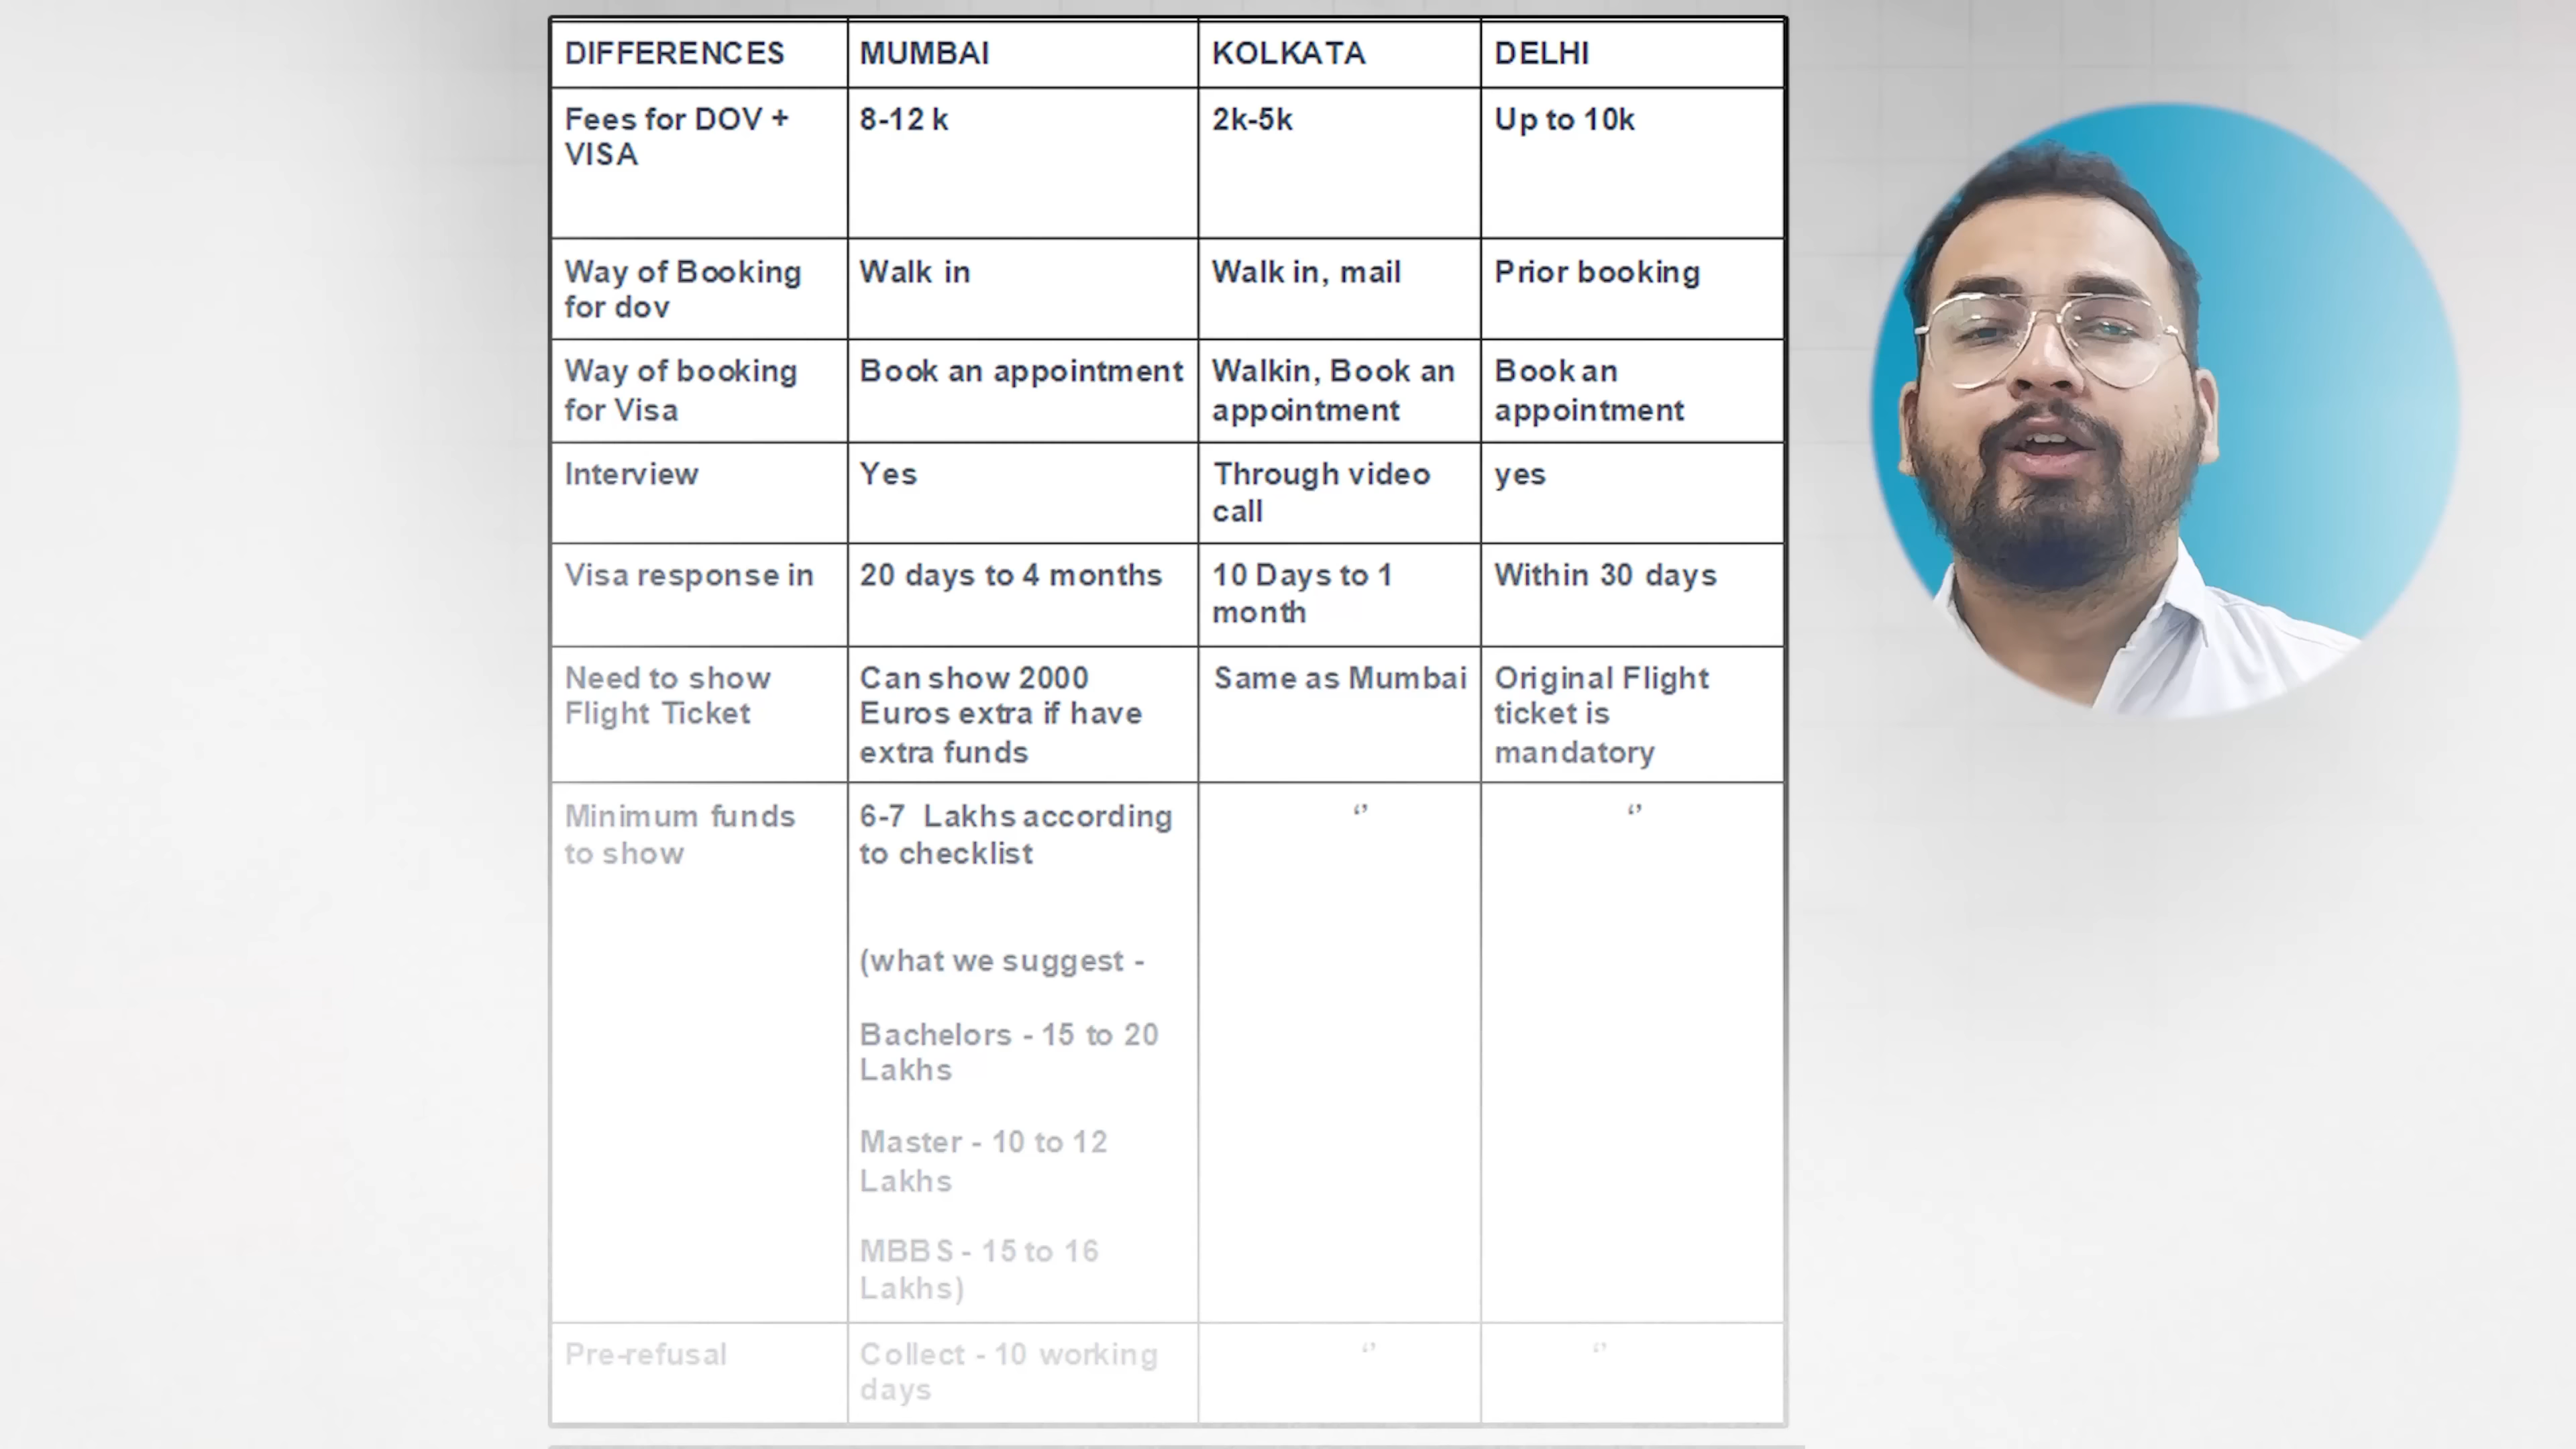 DIFFERENCES MUMBAI KOLKATA DELHI
Fees for DOV + 8-12 k 2k-5k Up to 10k
VISA
Way of Booking Walk in Walk in, mail Prior booking
for dov
Way of booking Book an appointment Walkin, Book an Book an
for Visa appointment appointment
Interview Yes Through video yes
call
Visa response in 20 days to 4 months 10 Days to 1 Within 30 days
month
Need to show Can show 2000 Same as Mumbai Original Flight
Flight Ticket Euros extra if have ticket is
extra funds mandatory
Minimum funds 6-7 Lakhs according ‘’ ‘’
to show to checklist
(what we suggest -
Bachelors - 15 to 20
Lakhs
Master - 10 to 12
Lakhs
MBBS - 15 to 16
Lakhs)
Pre-refusal Collect - 10 working ‘’ ‘’
days